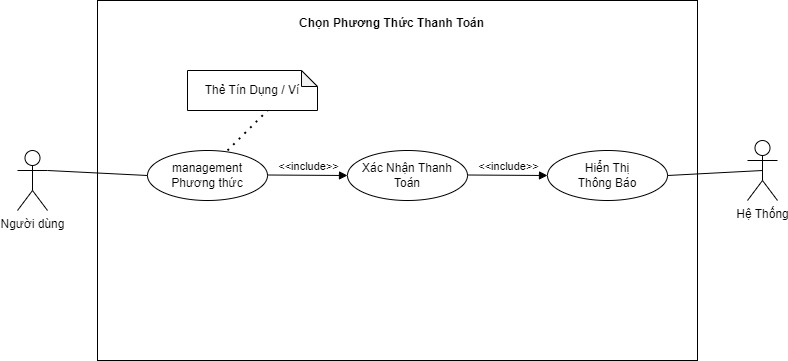 Chọn Phương Thức Thanh Toán
Thẻ Tín Dụng / Ví
management
Phương thức
<<include>>
Xác Nhận Thanh
Toán
<<include>>
Hiển Thị
Thông Báo
Người dùng
Hệ Thống